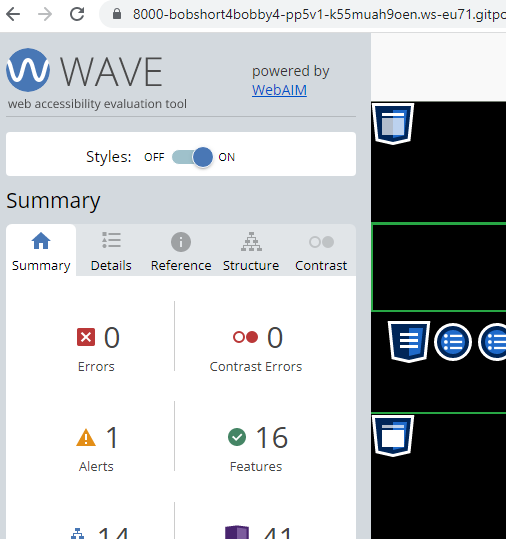 8000-bobshort4bobby4-pp5v1-k55muah9oen.ws-eu71.gitpo
WAVE
powered by
WebAIM
web accessibility evaluation tool
Styles: OFF ON
Summary
Summary Details Reference Structure Contrast
0 0
Errors Contrast Errors
1 16
Alerts Features
14 41